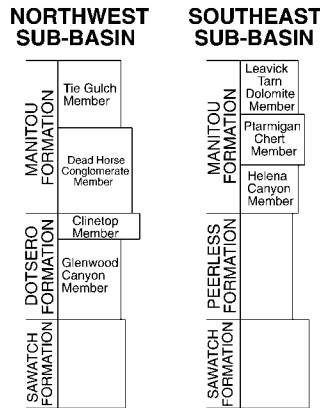 NORTHWEST
SUB-BASIN
MANITOU
FORMATION
Tie Gulch
Member
Dead Horse
Conglomerate
Member
DOTSERO
FORMATION
Clinetop
Member
Glenwood
Canyon
Member
SAWATCH
FORMATION
SOUTHEAST
SUB-BASIN
MANITOU
FORMATION
Leavick
Tarn
Dolomite
Member
Ptarmigan
Chert
Member
Helena
Canyon
Member
PEERLESS
FORMATION
SAWATCH
FORMATION